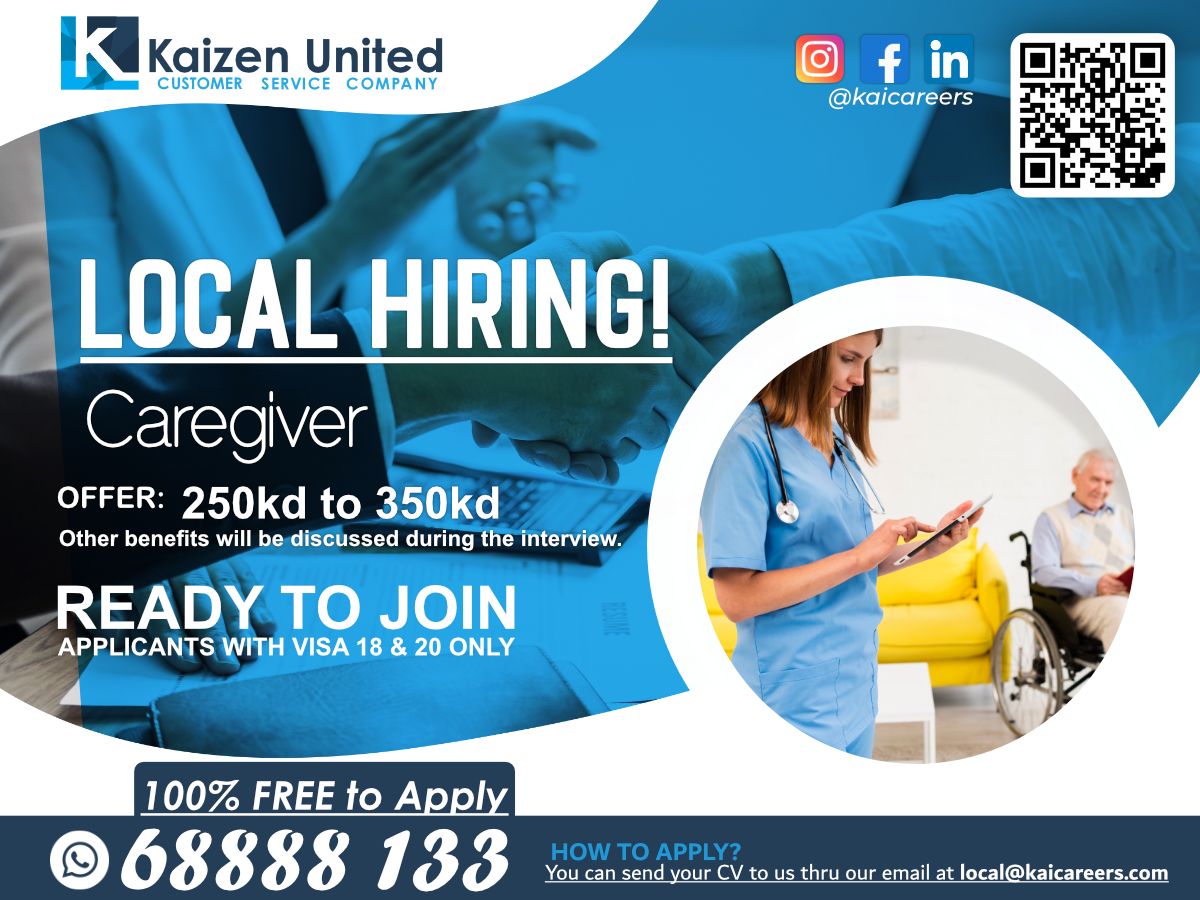 K Kaizen United
CUSTOMER SERVICE COMPANY
@kaicareers
LOCAL HIRING!
Caregiver
OFFER: 250kd to 350kd
Other benefits will be discussed during the interview.
RESUME
READY TO JOIN
APPLICANTS WITH VISA 18 & 20 ONLY
100% FREE to Apply
68888 133
HOW TO APPLY?
You can send your CV to us thru our email at local@kaicareers.com